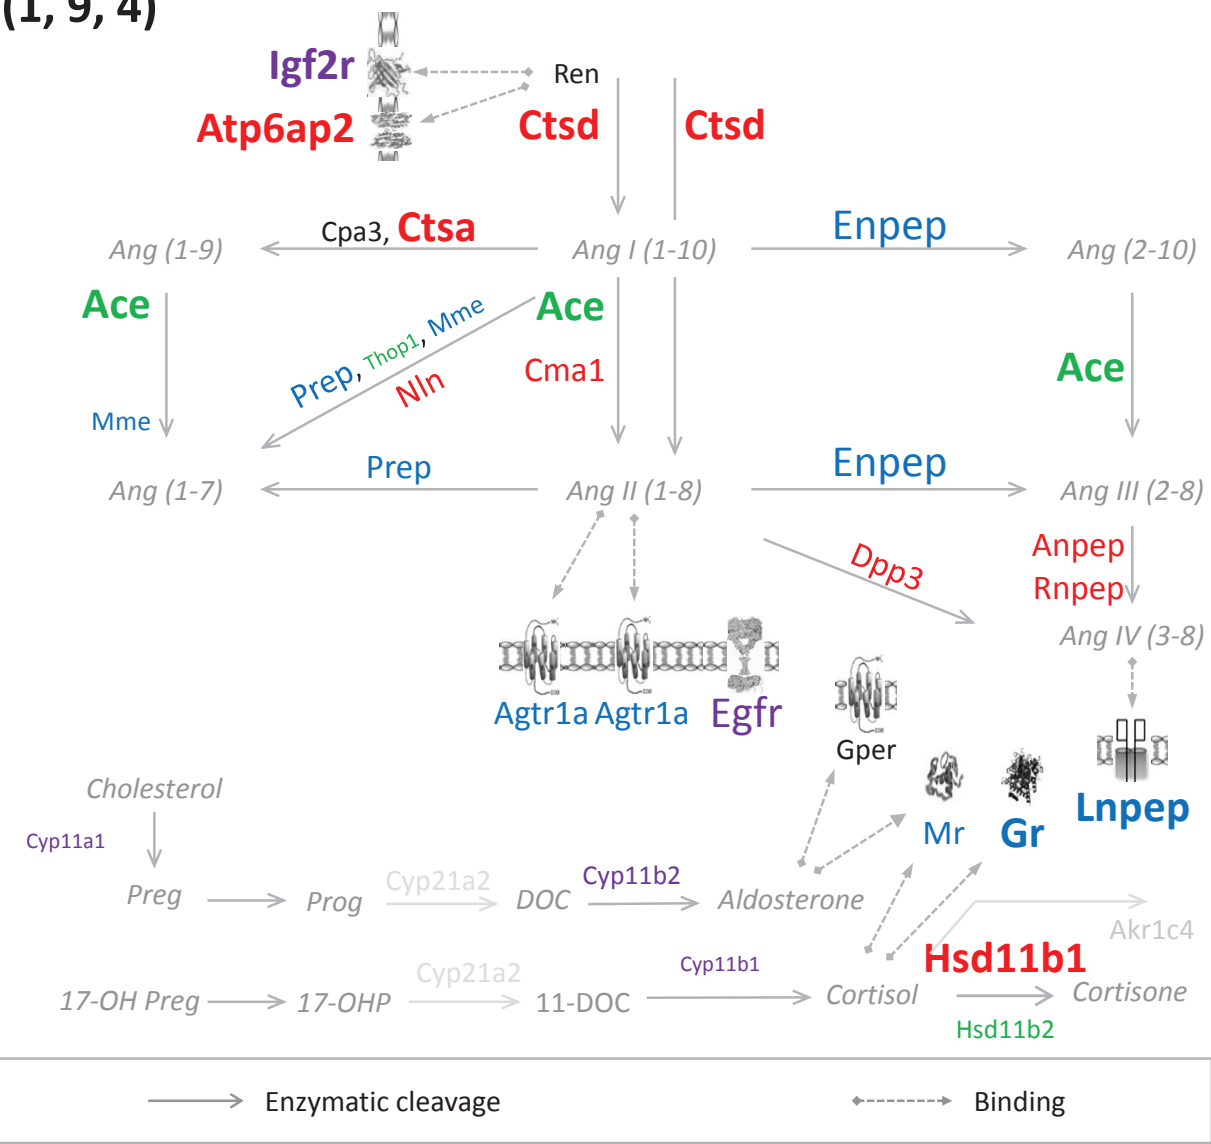 (1, 9, 4)
Igf2r
Ren
Atp6ap2
Ctsd
Ctsd
Cpa3, Ctsa
Enpep
Ang (1-9)
Ang I (1-10)
Ang (2-10)
Ace
Ace
Prep, Thop1, Mme
Nln
Cma1
Ace
Mme
Prep
Enpep
Ang (1-7)
Ang II (1-8)
Ang III (2-8)
Dpp3
Anpep
Rnpep
Ang IV (3-8)
Agtr1a
Agtr1a
Egfr
Gper
Cholesterol
Lnpep
Mr
Gr
Cyp11a1
Preg
Prog
Cyp21a2
DOC
Cyp11b2
Aldosterone
Akr1c4
Hsd11b1
17-OH Preg
17-OHP
Cyp21a2
11-DOC
Cyp11b1
Cortisol
Cortisone
Hsd11b2
Enzymatic cleavage
Binding